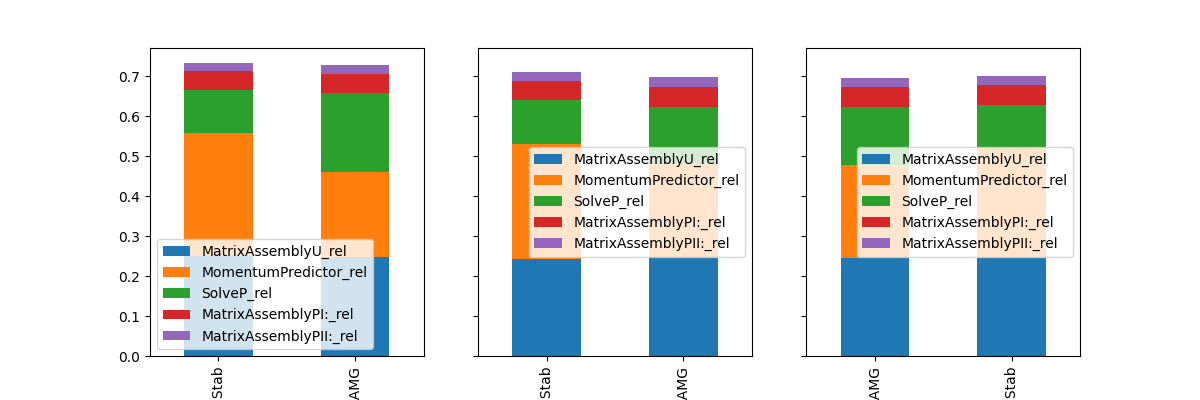 0.7
0.6
0.5
0.4
0.3
0.2
0.1
0.0
MatrixAssemblyU_rel
MomentumPredictor_rel
SolveP_rel
MatrixAssemblyPI:_rel
MatrixAssemblyPII:_rel
Stab
AMG
MatrixAssemblyU_rel
MomentumPredictor_rel
SolveP_rel
MatrixAssemblyPI:_rel
MatrixAssemblyPII:_rel
Stab
AMG
MatrixAssemblyU_rel
MomentumPredictor_rel
SolveP_rel
MatrixAssemblyPI:_rel
MatrixAssemblyPII:_rel
AMG
Stab